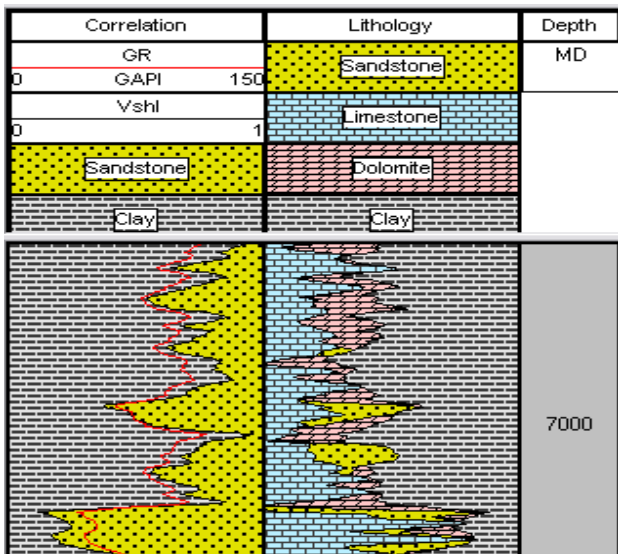 Correlation Lithology Depth
GR Sandstone MD
0 GAPI 150
Vshl Limestone
0 1
Sandstone Dolomite
Clay Clay
7000